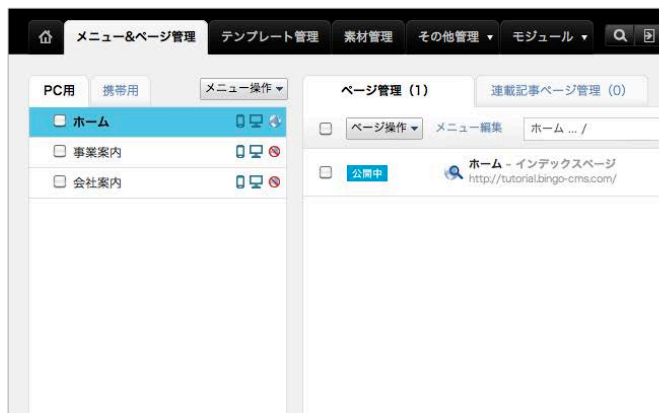 メニュー&ページ管理 テンプレート管理 素材管理 その他管理 ▼ モジュール ▼
PC用 携帯用 メニュー操作▼
ページ管理（1） 連載記事ページ管理（0）
ホーム
事業案内
会社案内
ページ操作▼ メニュー編集 ホーム ... /
公開中 ホーム - インデックスページ
http://tutorial.bingo-cms.com/